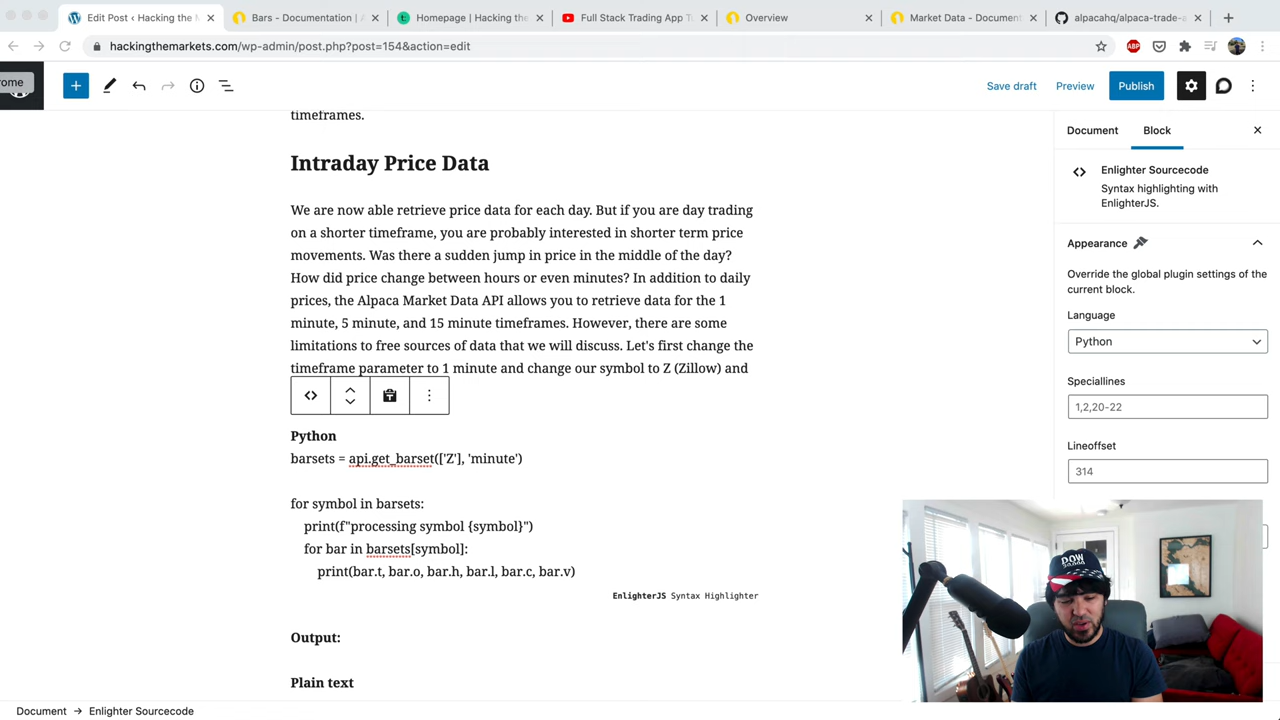 Edit Post ‹ Hacking the M
Bars - Documentation | A
Homepage | Hacking the
Full Stack Trading App Tu
Overview
Market Data - Document
alpacahq/alpaca-trade-a
hackingthemarkets.com/wp-admin/post.php?post=154&action=edit
ABP
ome
Save draft
Preview
Publish
timeframes.
Intraday Price Data
We are now able retrieve price data for each day. But if you are day trading
on a shorter timeframe, you are probably interested in shorter term price
movements. Was there a sudden jump in price in the middle of the day?
How did price change between hours or even minutes? In addition to daily
prices, the Alpaca Market Data API allows you to retrieve data for the 1
minute, 5 minute, and 15 minute timeframes. However, there are some
limitations to free sources of data that we will discuss. Let's first change the
timeframe parameter to 1 minute and change our symbol to Z (Zillow) and
Python
barsets = api.get_barset(['Z'], 'minute')
for symbol in barsets:
print(f"processing symbol {symbol}")
for bar in barsets[symbol]:
print(bar.t, bar.o, bar.h, bar.l, bar.c, bar.v)
EnlighterJS Syntax Highlighter
Output:
Plain text
Document → Enlighter Sourcecode
Document
Block
Enlighter Sourcecode
Syntax highlighting with
EnlighterJS.
Appearance
Override the global plugin settings of the
current block.
Language
Python
Speciallines
1,2,20-22
Lineoffset
314
DOW